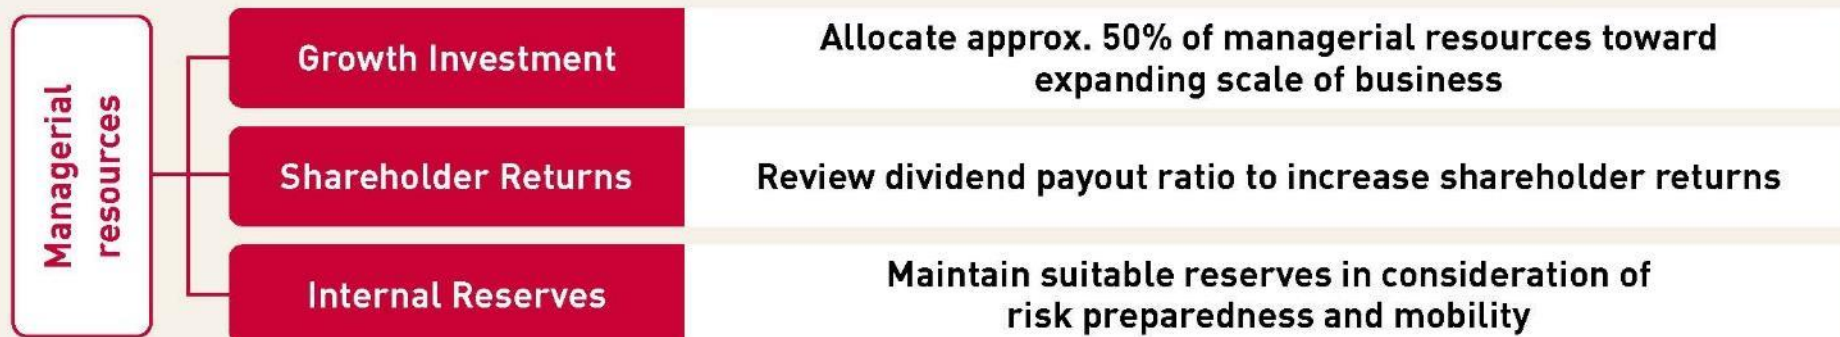 Managerial
resources
Growth Investment
Allocate approx. 50% of managerial resources toward
expanding scale of business
Shareholder Returns
Review dividend payout ratio to increase shareholder returns
Internal Reserves
Maintain suitable reserves in consideration of
risk preparedness and mobility